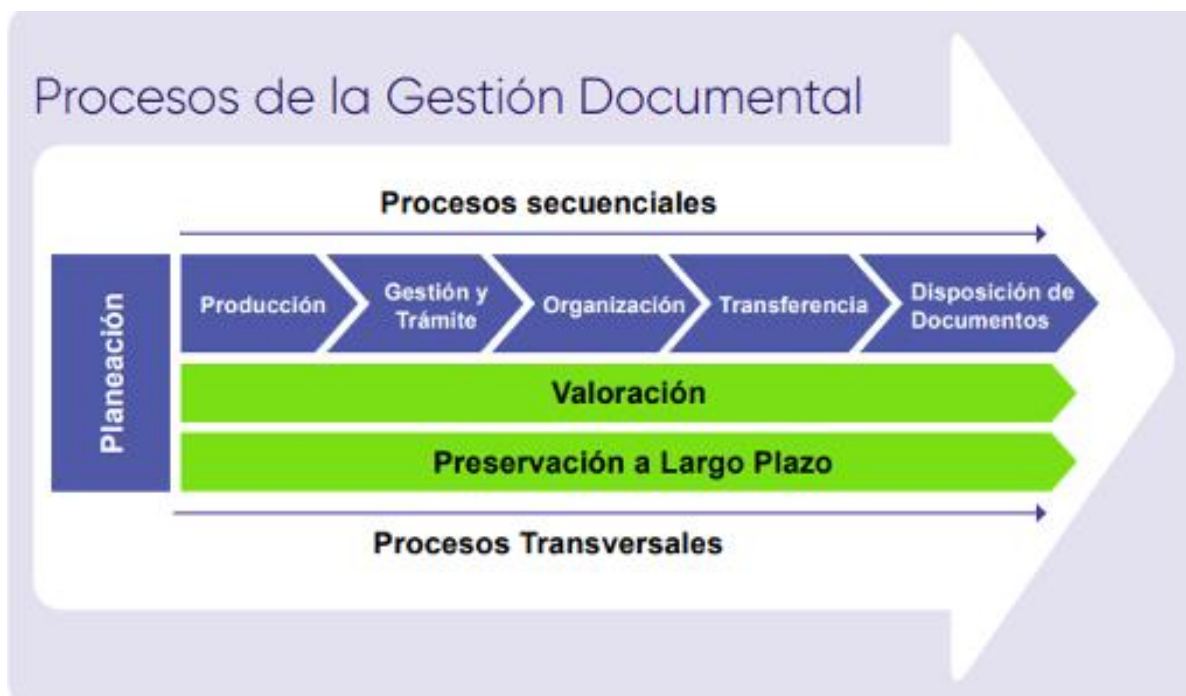 Procesos de la Gestión Documental
Procesos secuenciales
Planeación
Producción
Gestión y
Trámite
Organización
Transferencia
Disposición de
Documentos
Valoración
Preservación a Largo Plazo
Procesos Transversales